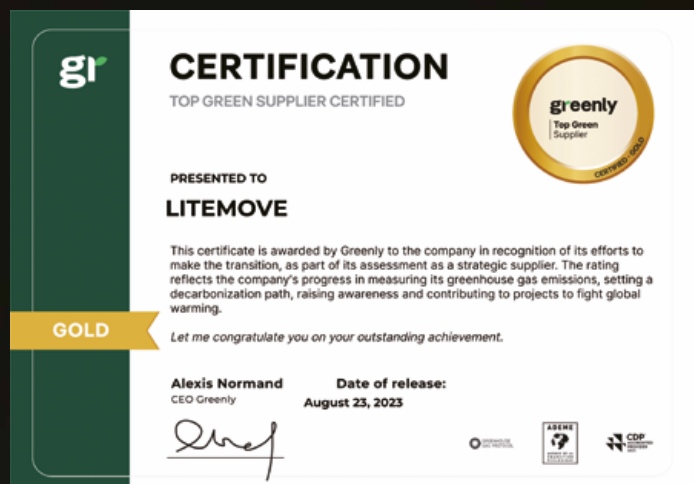 gr
CERTIFICATION
TOP GREEN SUPPLIER CERTIFIED
greenly
Top Green
Supplier
CERTIFIED - GOLD
PRESENTED TO
LITEMOVE
This certificate is awarded by Greenly to the company in recognition of its efforts to
make the transition, as part of its assessment as a strategic supplier. The rating
reflects the company's progress in measuring its greenhouse gas emissions, setting a
decarbonization path, raising awareness and contributing to projects to fight global
warming.
GOLD
Let me congratulate you on your outstanding achievement.
Alexis Normand
CEO Greenly
Date of release:
August 23, 2023
GREENHOUSE
GAS PROTOCOL
ADEME
CDP